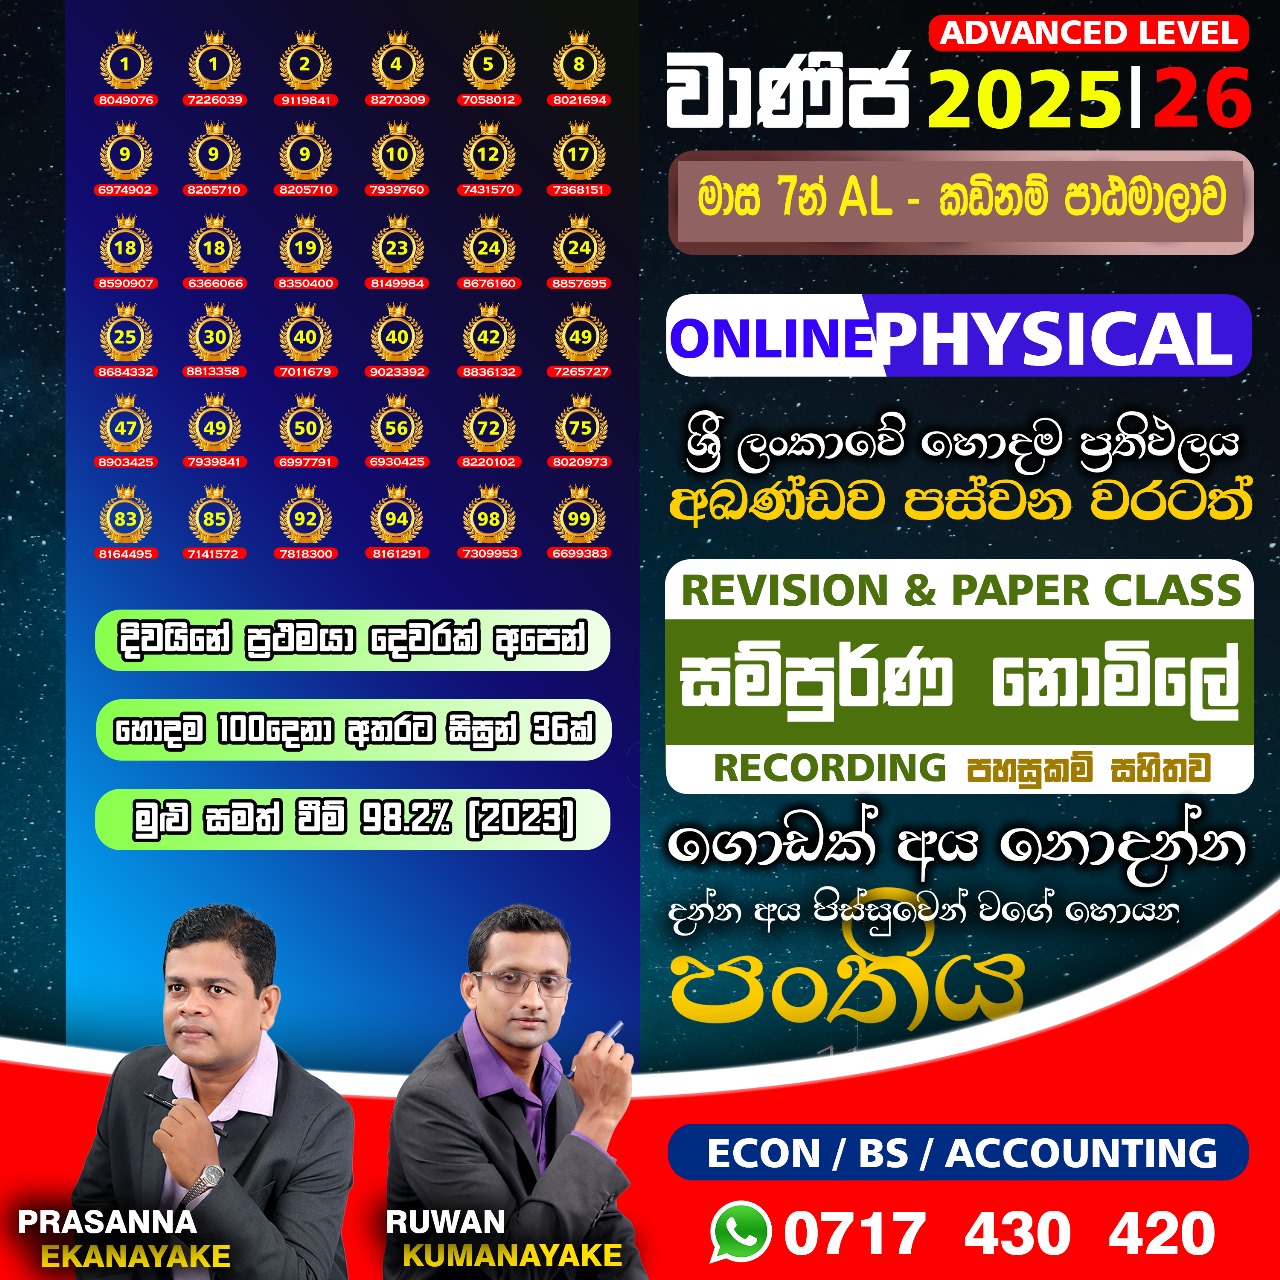 1 1 2 4 5 8
8049076 7226039 9119841 8270309 7058012 8021694
9 9 9 10 12 17
6974902 8205710 8205710 7939760 7431570 7368151
18 18 19 23 24 24
8590907 6366066 8350400 8149984 8676160 8857695
25 30 40 40 42 49
8684332 8813358 7011679 9023392 8836132 7265727
47 49 50 56 72 75
8903425 7939841 6997791 6930425 8220102 8020973
83 85 92 94 98 99
8164495 7141572 7818300 8161291 7309953 6699383
දිවයිනේ ප්‍රථමයා දෙවරක් අපෙන්
හොදම 100දෙනා අතරට සිසුන් 36ක්
මුළු සමත් වීම් 98.2% (2023)
PRASANNA
EKANAYAKE
RUWAN
KUMANAYAKE
ADVANCED LEVEL
වාණිජ 2025|26
මාස 7න් AL - කඩිනම් පාඨමාලාව
ONLINE PHYSICAL
ශ්‍රී ලංකාවේ හොදම ප්‍රතිඵලය
අඛණ්ඩව පස්වන වරටත්
REVISION & PAPER CLASS
සම්පුර්ණ නොමිලේ
RECORDING පහසුකම් සහිතව
ගොඩක් අය නොදන්න
දන්න අය පිස්සුවෙන් වගේ හොයන
පංතිය
ECON / BS / ACCOUNTING
0717 430 420